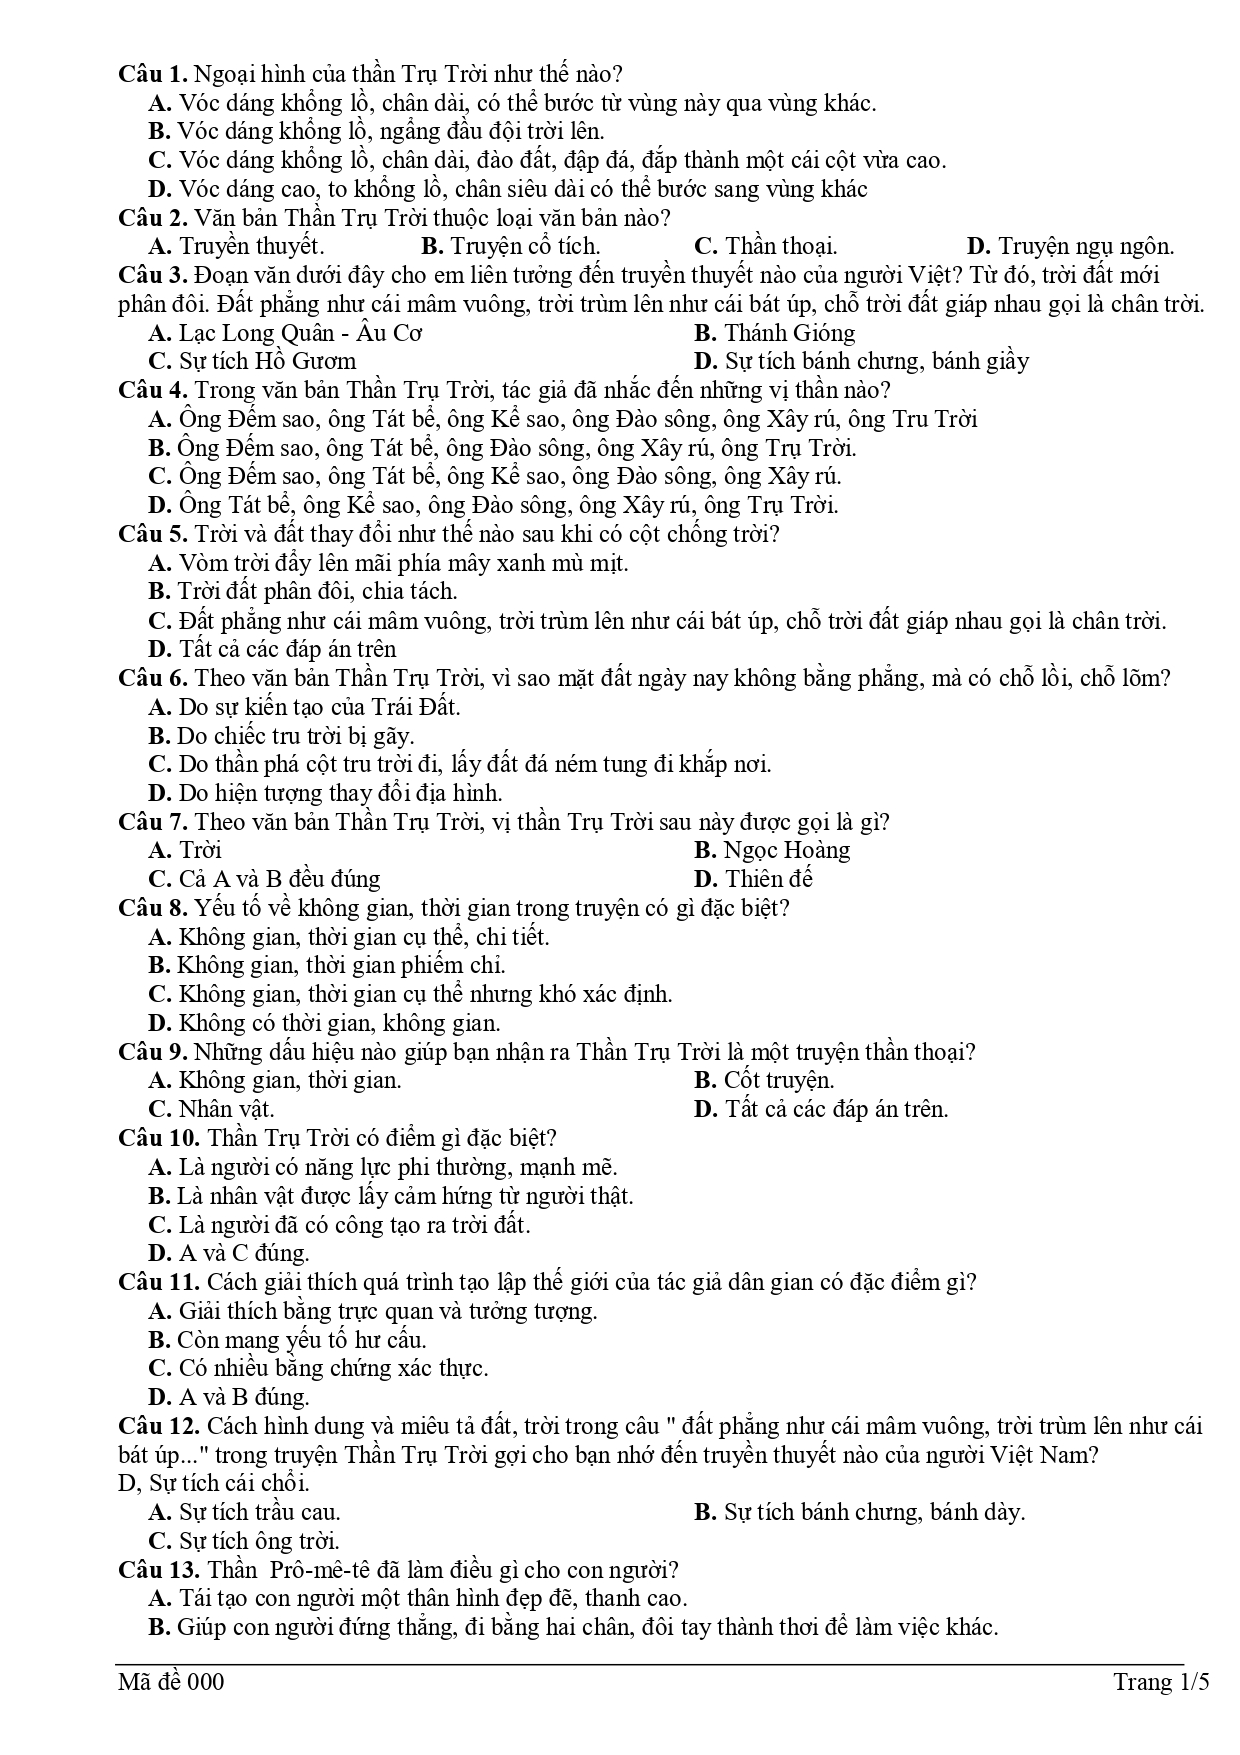 Câu 1. Ngoại hình của thần Trụ Trời như thế nào?
A. Vóc dáng khổng lồ, chân dài, có thể bước từ vùng này qua vùng khác.
B. Vóc dáng khổng lồ, ngẩng đầu đội trời lên.
C. Vóc dáng khổng lồ, chân dài, đào đất, đập đá, đắp thành một cái cột vừa cao.
D. Vóc dáng cao, to khổng lồ, chân siêu dài có thể bước sang vùng khác
Câu 2. Văn bản Thần Trụ Trời thuộc loại văn bản nào?
A. Truyền thuyết. B. Truyện cổ tích. C. Thần thoại. D. Truyện ngụ ngôn.
Câu 3. Đoạn văn dưới đây cho em liên tưởng đến truyền thuyết nào của người Việt? Từ đó, trời đất mới
phân đôi. Đất phẳng như cái mâm vuông, trời trùm lên như cái bát úp, chỗ trời đất giáp nhau gọi là chân trời.
A. Lạc Long Quân - Âu Cơ B. Thánh Gióng
C. Sự tích Hồ Gươm D. Sự tích bánh chưng, bánh giầy
Câu 4. Trong văn bản Thần Trụ Trời, tác giả đã nhắc đến những vị thần nào?
A. Ông Đếm sao, ông Tát bể, ông Kể sao, ông Đào sông, ông Xây rú, ông Tru Trời
B. Ông Đếm sao, ông Tát bể, ông Đào sông, ông Xây rú, ông Trụ Trời.
C. Ông Đếm sao, ông Tát bể, ông Kể sao, ông Đào sông, ông Xây rú.
D. Ông Tát bể, ông Kể sao, ông Đào sông, ông Xây rú, ông Trụ Trời.
Câu 5. Trời và đất thay đổi như thế nào sau khi có cột chống trời?
A. Vòm trời đẩy lên mãi phía mây xanh mù mịt.
B. Trời đất phân đôi, chia tách.
C. Đất phẳng như cái mâm vuông, trời trùm lên như cái bát úp, chỗ trời đất giáp nhau gọi là chân trời.
D. Tất cả các đáp án trên
Câu 6. Theo văn bản Thần Trụ Trời, vì sao mặt đất ngày nay không bằng phẳng, mà có chỗ lồi, chỗ lõm?
A. Do sự kiến tạo của Trái Đất.
B. Do chiếc tru trời bị gãy.
C. Do thần phá cột tru trời đi, lấy đất đá ném tung đi khắp nơi.
D. Do hiện tượng thay đổi địa hình.
Câu 7. Theo văn bản Thần Trụ Trời, vị thần Trụ Trời sau này được gọi là gì?
A. Trời B. Ngọc Hoàng
C. Cả A và B đều đúng D. Thiên đế
Câu 8. Yếu tố về không gian, thời gian trong truyện có gì đặc biệt?
A. Không gian, thời gian cụ thể, chi tiết.
B. Không gian, thời gian phiếm chỉ.
C. Không gian, thời gian cụ thể nhưng khó xác định.
D. Không có thời gian, không gian.
Câu 9. Những dấu hiệu nào giúp bạn nhận ra Thần Trụ Trời là một truyện thần thoại?
A. Không gian, thời gian. B. Cốt truyện.
C. Nhân vật. D. Tất cả các đáp án trên.
Câu 10. Thần Trụ Trời có điểm gì đặc biệt?
A. Là người có năng lực phi thường, mạnh mẽ.
B. Là nhân vật được lấy cảm hứng từ người thật.
C. Là người đã có công tạo ra trời đất.
D. A và C đúng.
Câu 11. Cách giải thích quá trình tạo lập thế giới của tác giả dân gian có đặc điểm gì?
A. Giải thích bằng trực quan và tưởng tượng.
B. Còn mang yếu tố hư cấu.
C. Có nhiều bằng chứng xác thực.
D. A và B đúng.
Câu 12. Cách hình dung và miêu tả đất, trời trong câu " đất phẳng như cái mâm vuông, trời trùm lên như cái
bát úp..." trong truyện Thần Trụ Trời gợi cho bạn nhớ đến truyền thuyết nào của người Việt Nam?
D, Sự tích cái chổi.
A. Sự tích trầu cau. B. Sự tích bánh chưng, bánh dày.
C. Sự tích ông trời.
Câu 13. Thần  Prô-mê-tê đã làm điều gì cho con người?
A. Tái tạo con người một thân hình đẹp đẽ, thanh cao.
B. Giúp con người đứng thẳng, đi bằng hai chân, đôi tay thành thơi để làm việc khác.
Mã đề 000 Trang 1/5